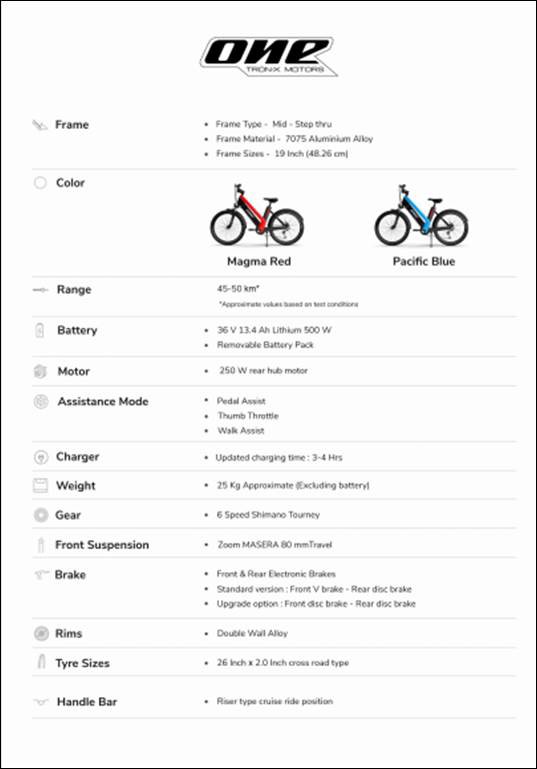 one
TRONX MOTORS
Frame
• Frame Type - Mid - Step thru
• Frame Material - 7075 Aluminium Alloy
• Frame Sizes - 19 Inch (48.26 cm)
Color
Magma Red Pacific Blue
Range
45-50 km*
*Approximate values based on test conditions
Battery
• 36 V 13.4 Ah Lithium 500 W
• Removable Battery Pack
Motor
• 250 W rear hub motor
Assistance Mode
• Pedal Assist
• Thumb Throttle
• Walk Assist
Charger
• Updated charging time : 3-4 Hrs
Weight
• 25 Kg Approximate (Excluding battery)
Gear
• 6 Speed Shimano Tourney
Front Suspension
• Zoom MASERA 80 mmTravel
Brake
• Front & Rear Electronic Brakes
• Standard version : Front V brake - Rear disc brake
• Upgrade option : Front disc brake - Rear disc brake
Rims
• Double Wall Alloy
Tyre Sizes
• 26 Inch x 2.0 Inch cross road type
Handle Bar
• Riser type cruise ride position